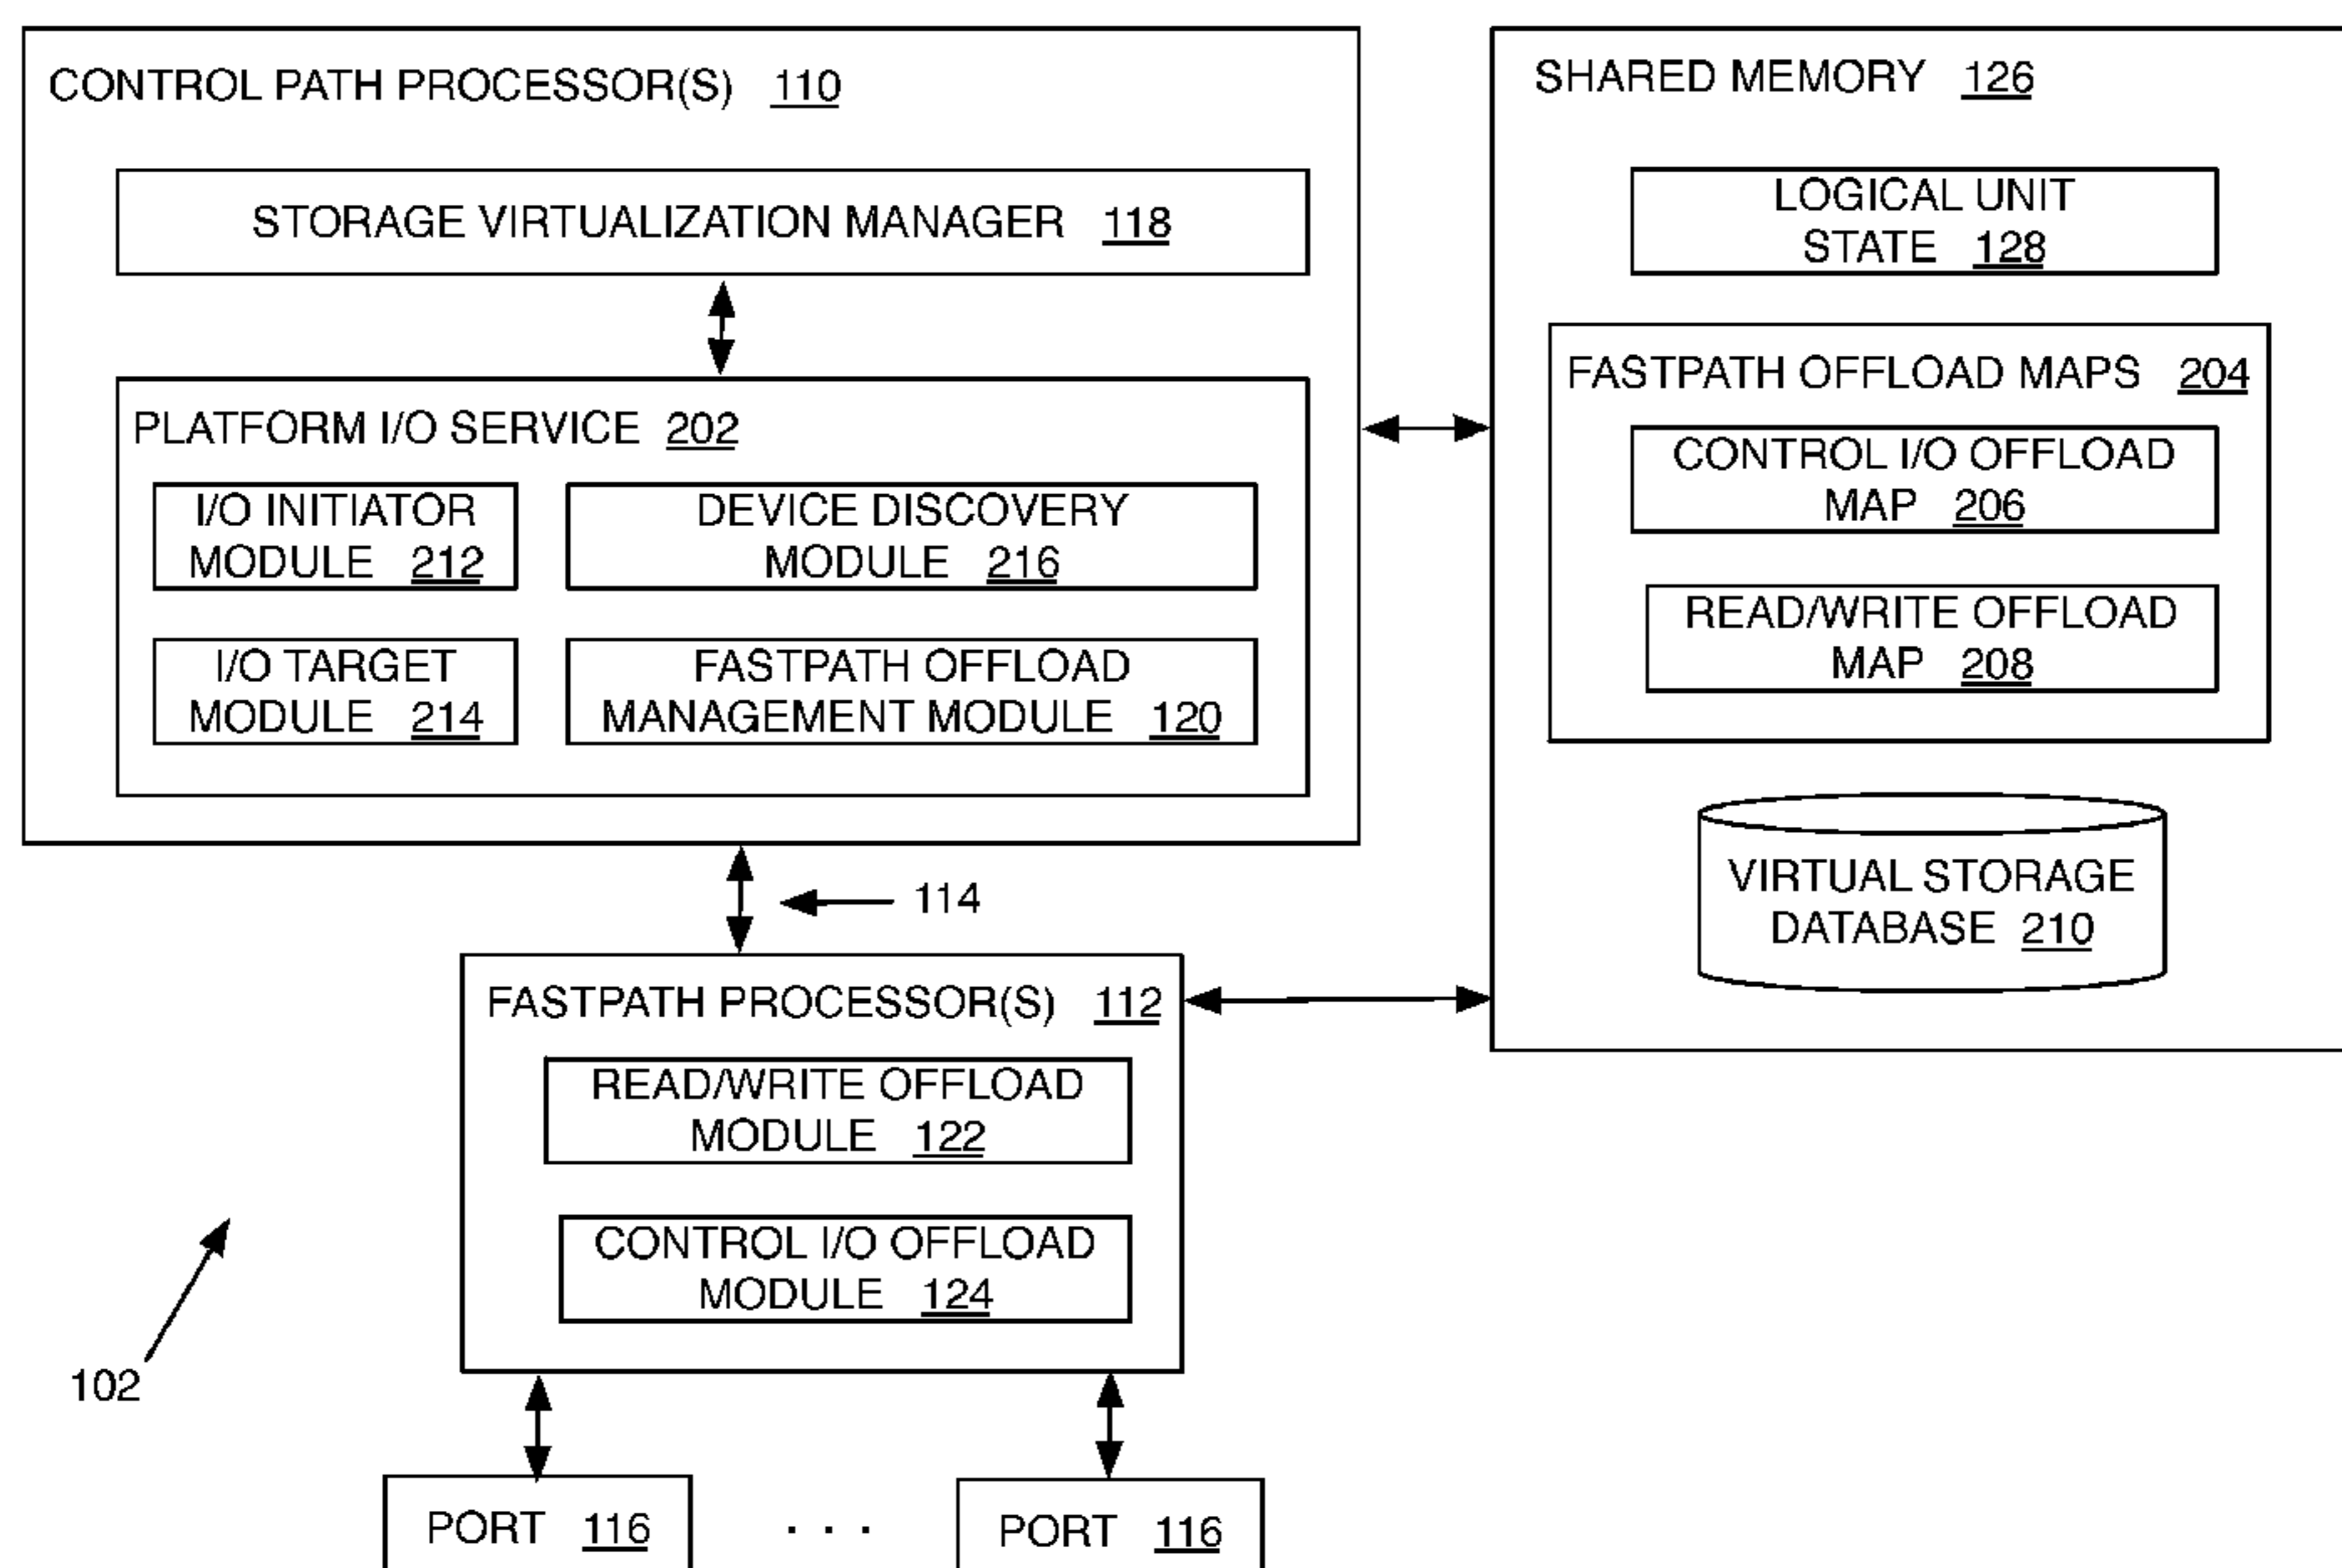 CONTROL PATH PROCESSOR(S) 110
STORAGE VIRTUALIZATION MANAGER 118
PLATFORM I/O SERVICE 202
I/O INITIATOR
MODULE 212
DEVICE DISCOVERY
MODULE 216
I/O TARGET
MODULE 214
FASTPATH OFFLOAD
MANAGEMENT MODULE 120
SHARED MEMORY 126
LOGICAL UNIT
STATE 128
FASTPATH OFFLOAD MAPS 204
CONTROL I/O OFFLOAD
MAP 206
READ/WRITE OFFLOAD
MAP 208
VIRTUAL STORAGE
DATABASE 210
114
FASTPATH PROCESSOR(S) 112
READ/WRITE OFFLOAD
MODULE 122
CONTROL I/O OFFLOAD
MODULE 124
102
PORT 116
. . .
PORT 116